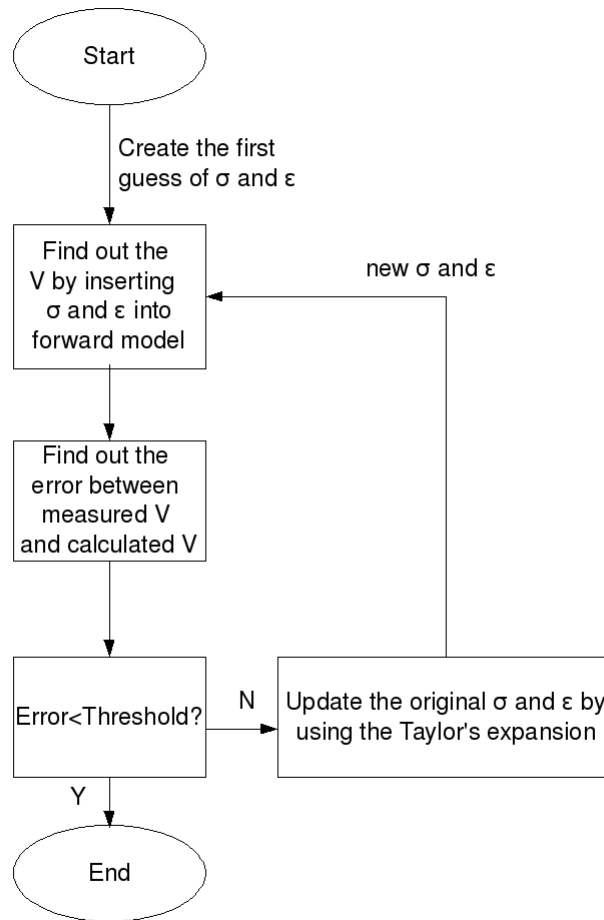 Start
Create the first
guess of σ and ε
Find out the
V by inserting
σ and ε into
forward model
new σ and ε
Find out the
error between
measured V
and calculated V
Error<Threshold?
N
Update the original σ and ε by
using the Taylor's expansion
Y
End